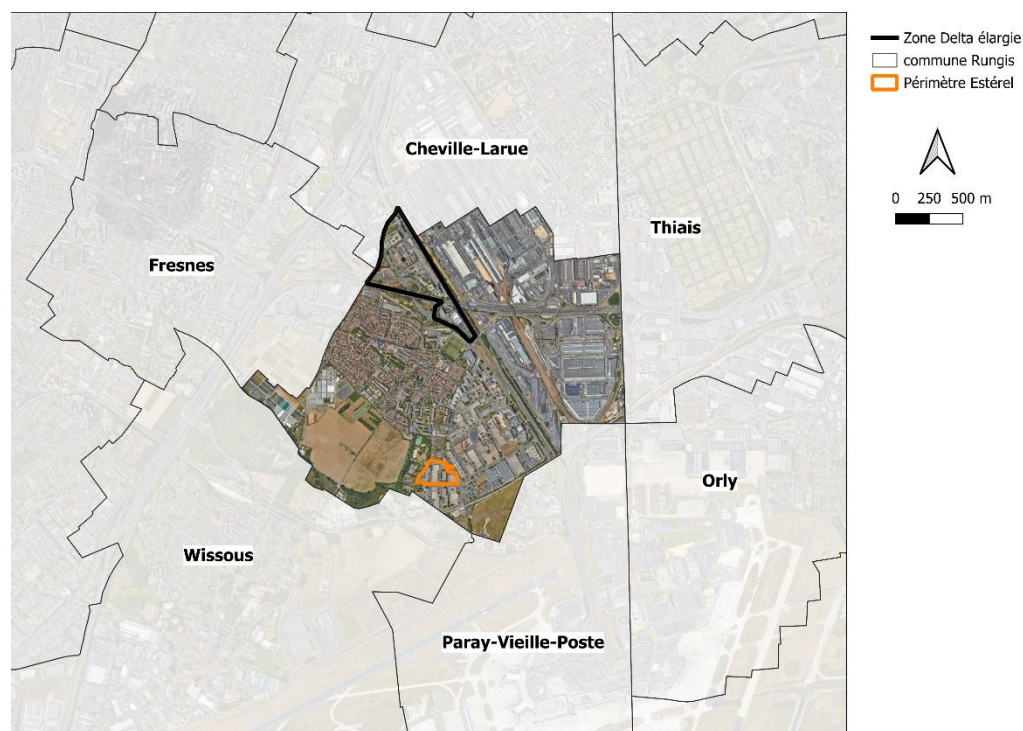 Zone Delta élargie
commune Rungis
Périmètre Estérel
0 250 500 m
Cheville-Larue
Thiais
Fresnes
Orly
Wissous
Paray-Vieille-Poste